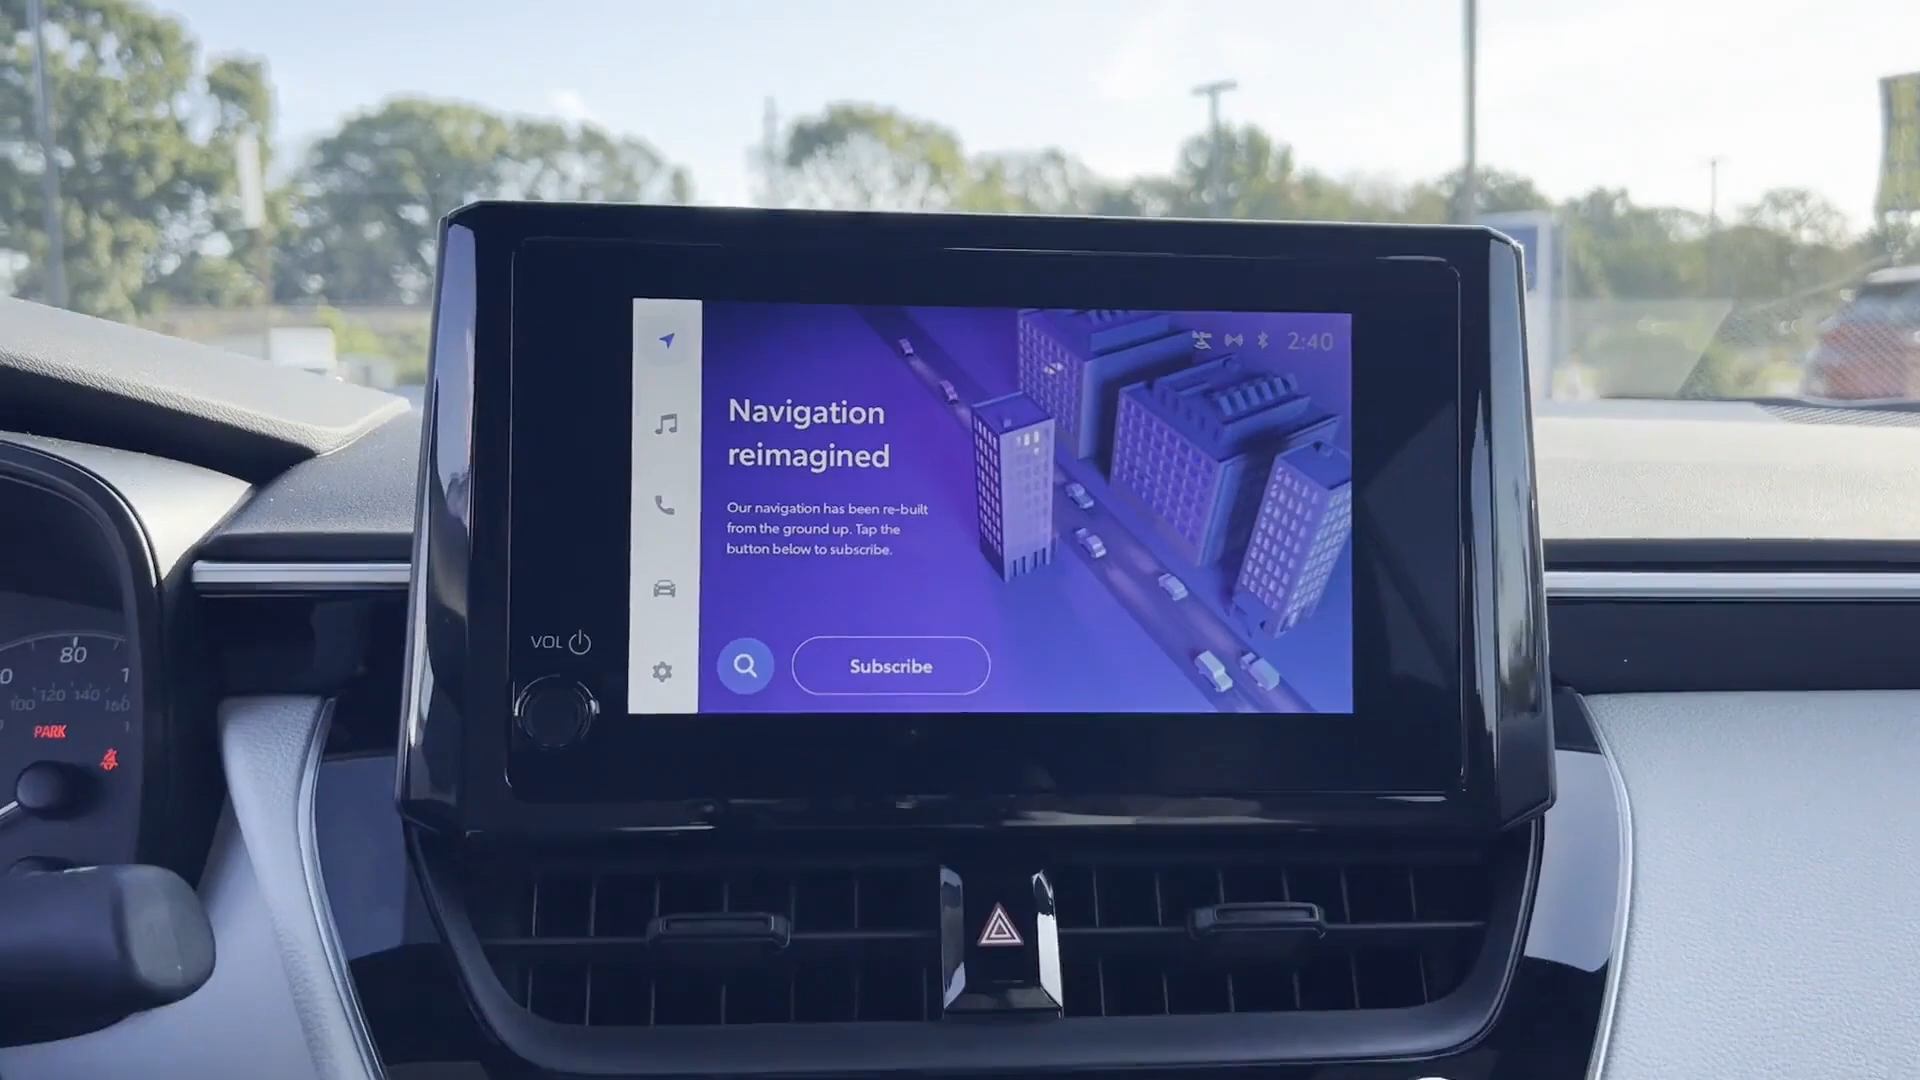 2:40
Navigation
reimagined
Our navigation has been re-built
from the ground up. Tap the
button below to subscribe.
Subscribe
VOL
80
100 120 140 160
PARK